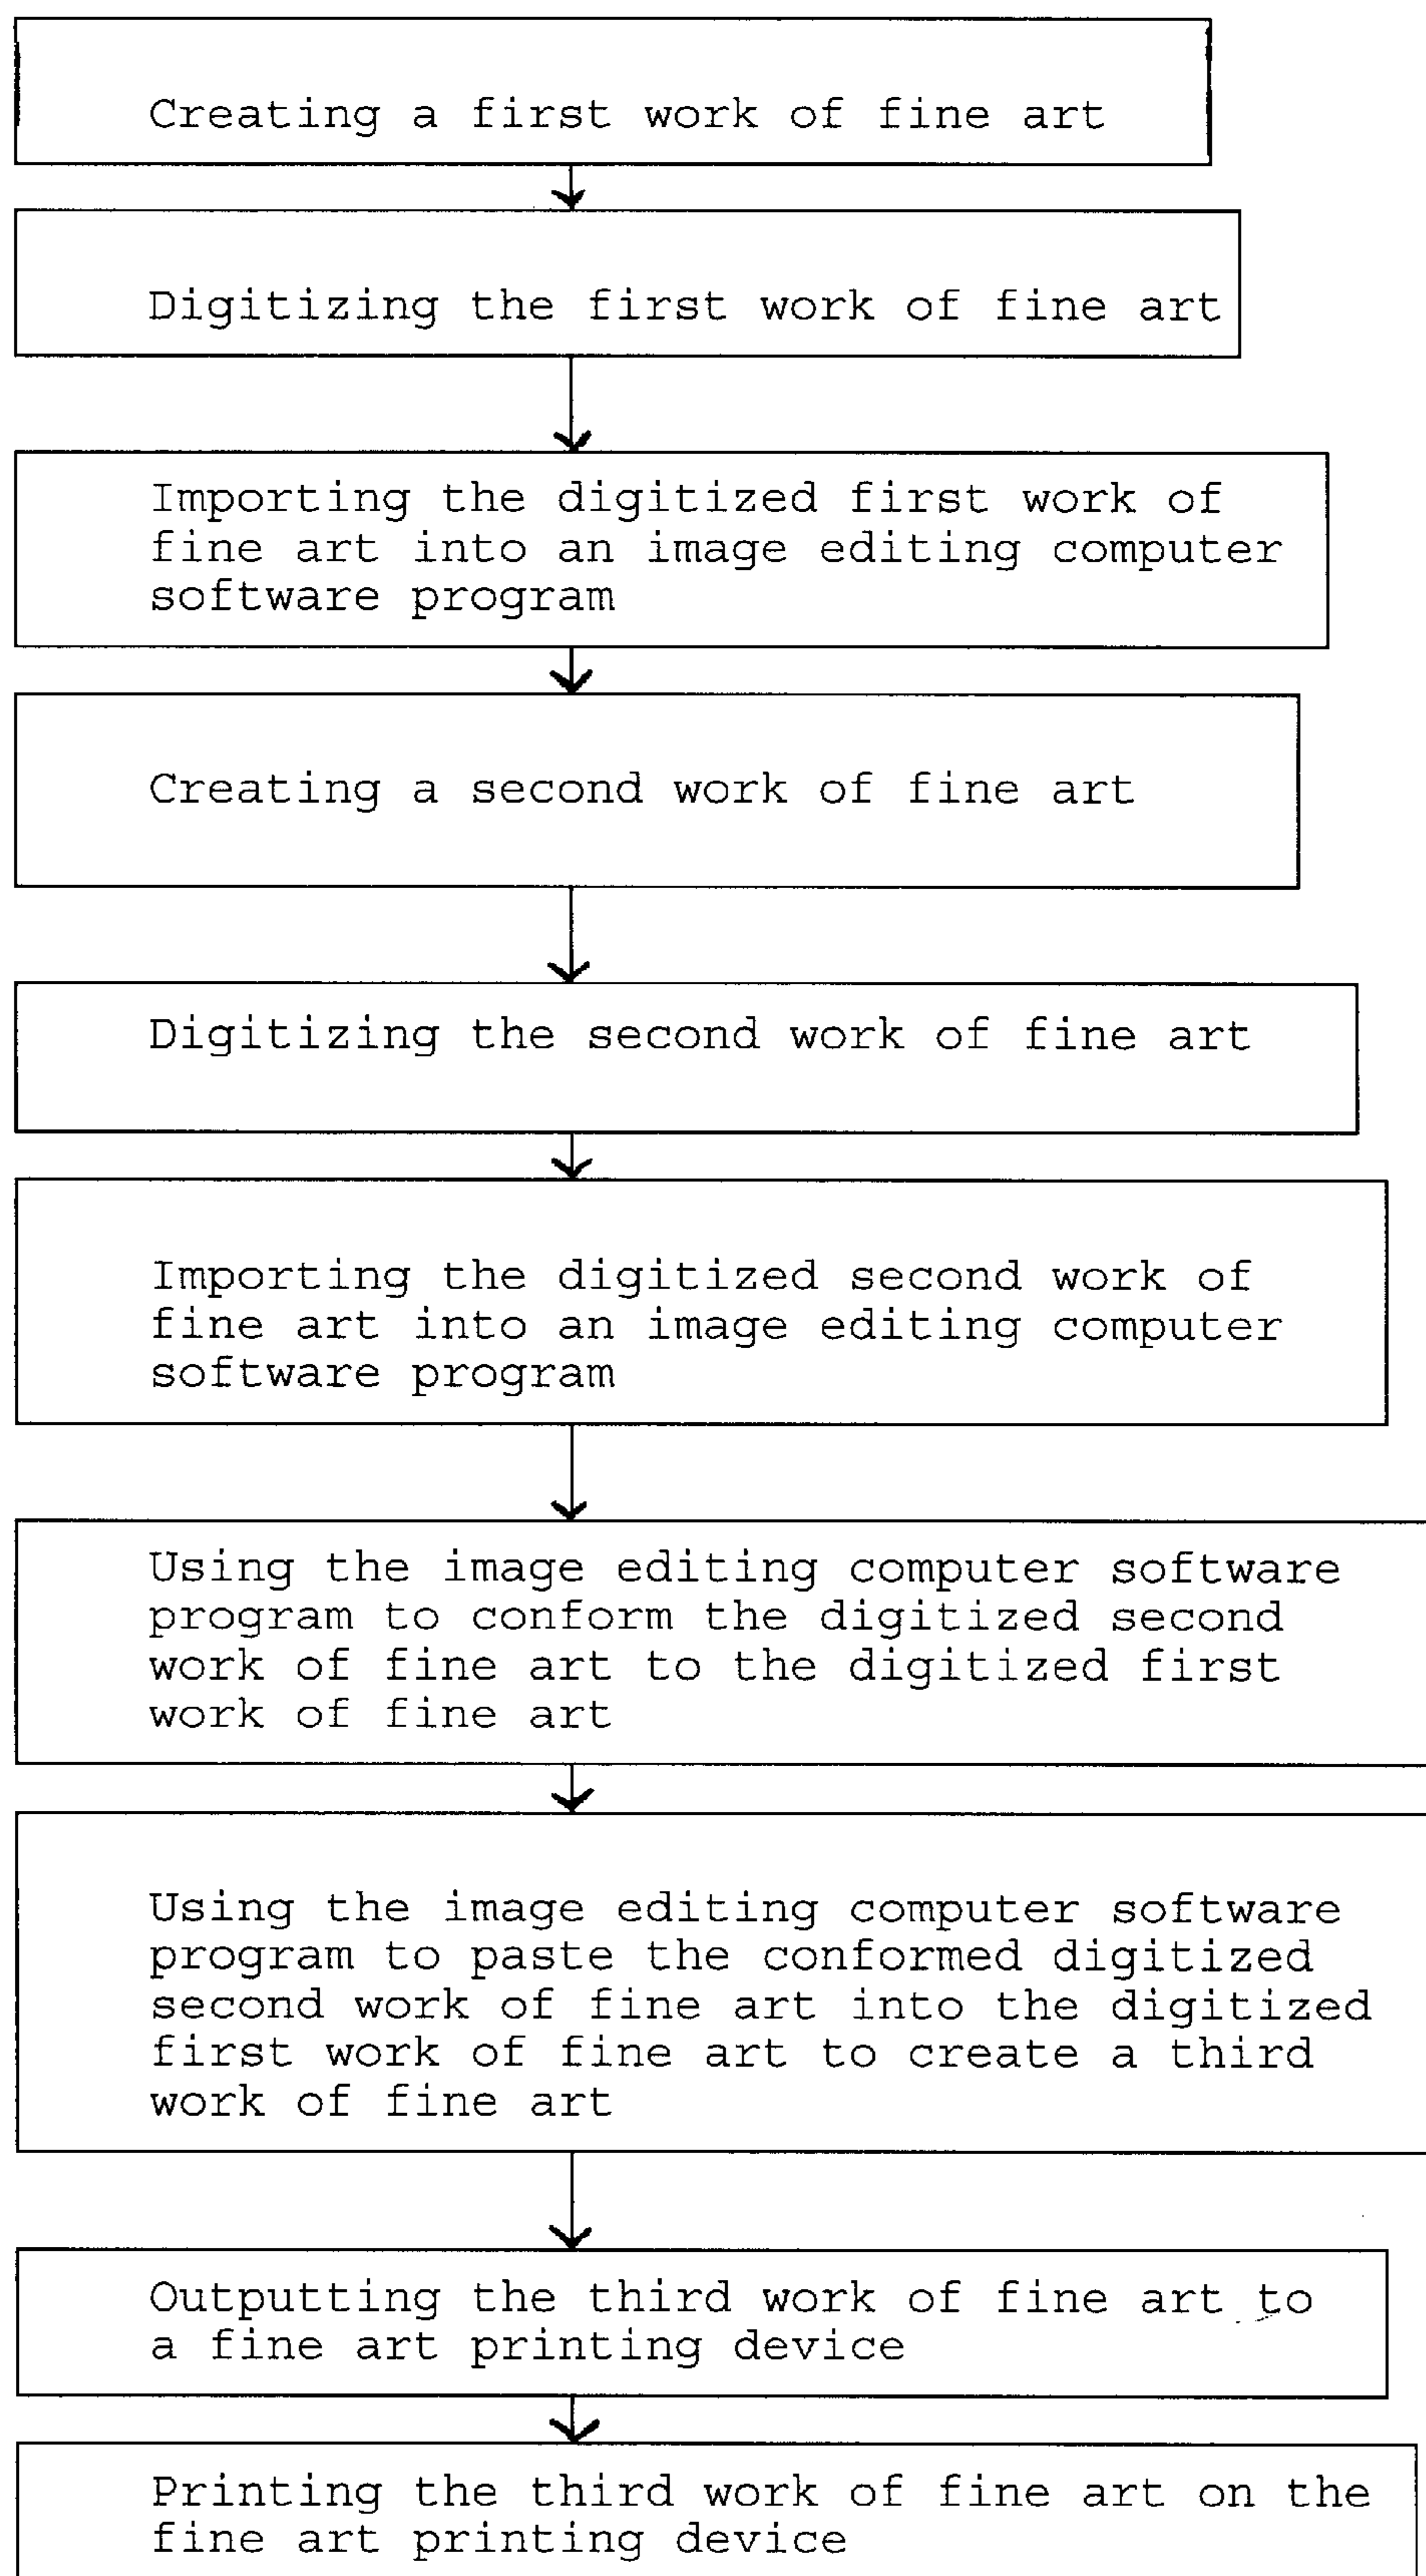 Creating a first work of fine art
Digitizing the first work of fine art
Importing the digitized first work of
fine art into an image editing computer
software program
Creating a second work of fine art
Digitizing the second work of fine art
Importing the digitized second work of
fine art into an image editing computer
software program
Using the image editing computer software
program to conform the digitized second
work of fine art to the digitized first
work of fine art
Using the image editing computer software
program to paste the conformed digitized
second work of fine art into the digitized
first work of fine art to create a third
work of fine art
Outputting the third work of fine art to
a fine art printing device
Printing the third work of fine art on the
fine art printing device